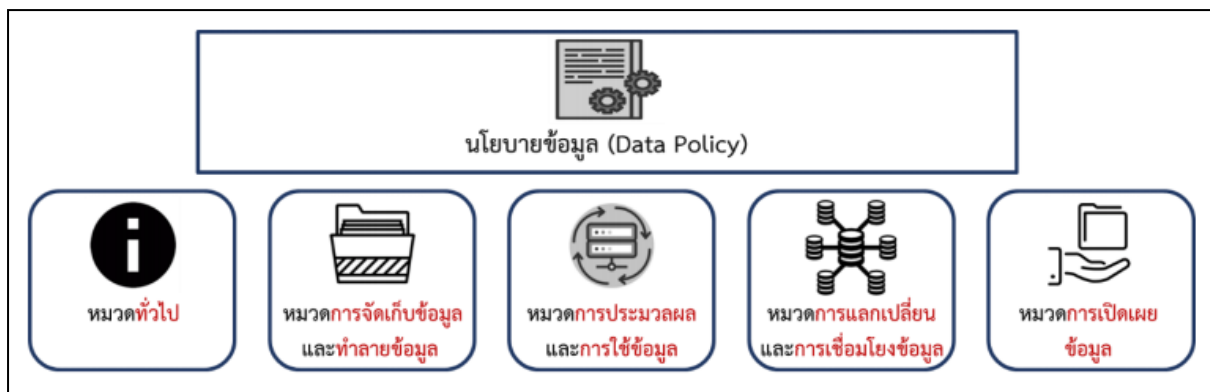 นโยบายข้อมูล (Data Policy)
หมวดทั่วไป
หมวดการจัดเก็บข้อมูล
และทำลายข้อมูล
หมวดการประมวลผล
และการใช้ข้อมูล
หมวดการแลกเปลี่ยน
และการเชื่อมโยงข้อมูล
หมวดการเปิดเผย
ข้อมูล